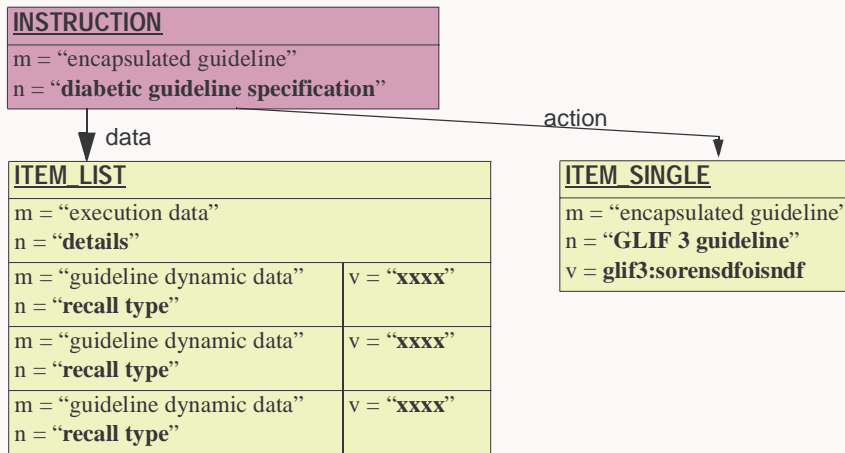 INSTRUCTION
m = “encapsulated guideline”
n = “diabetic guideline specification”
action
data
ITEM_LIST
m = “execution data”
n = “details”
m = “guideline dynamic data” v = “xxxx”
n = “recall type”
m = “guideline dynamic data” v = “xxxx”
n = “recall type”
m = “guideline dynamic data” v = “xxxx”
n = “recall type”
ITEM_SINGLE
m = “encapsulated guideline”
n = “GLIF 3 guideline”
v = glif3:sorensdfoisndf